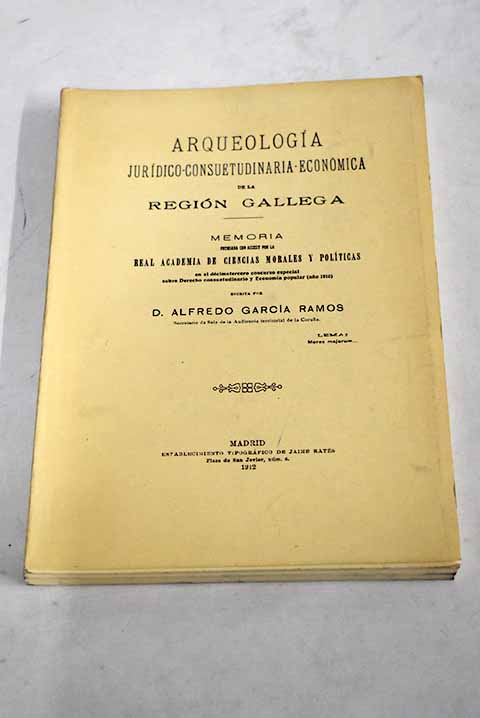 ARQUEOLOGÍA
JURÍDICO-CONSUETUDINARIA-ECONÓMICA
DE LA
REGIÓN GALLEGA
MEMORIA
PREMIADA CON ACCESIT POR LA
REAL ACADEMIA DE CIENCIAS MORALES Y POLÍTICAS
en el décimotercero concurso especial
sobre Derecho consuetudinario y Economía popular (año 1910)
ESCRITA POR
D. ALFREDO GARCÍA RAMOS
Secretario de Sala de la Audiencia territorial de la Coruña.
LEMA:
Mores majorum...
MADRID
ESTABLECIMIENTO TIPOGRÁFICO DE JAIME RATÉS
Plaza de San Javier, núm. 6.
1912